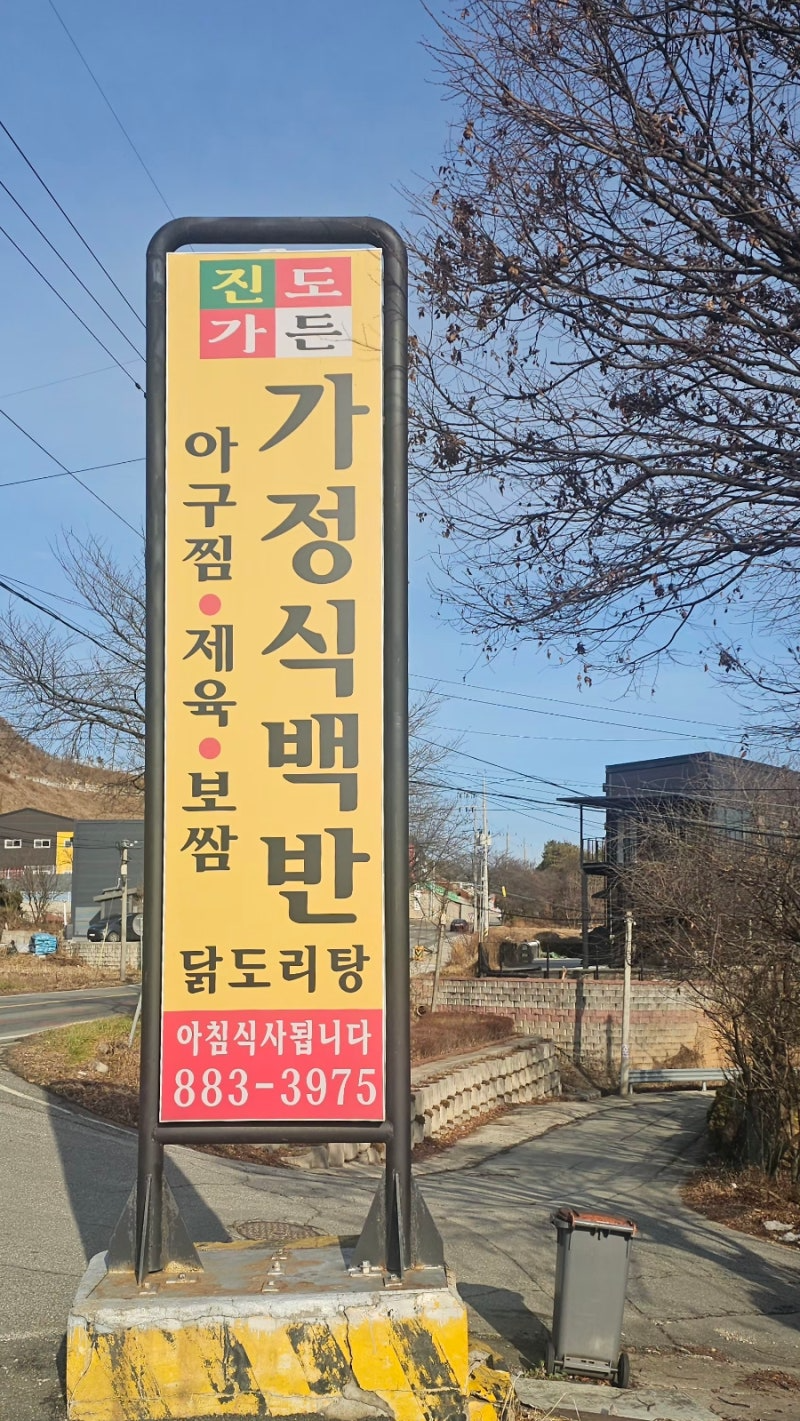 진도
가든
가정식백반
아구찜•제육•보쌈
닭도리탕
아침식사됩니다
883-3975